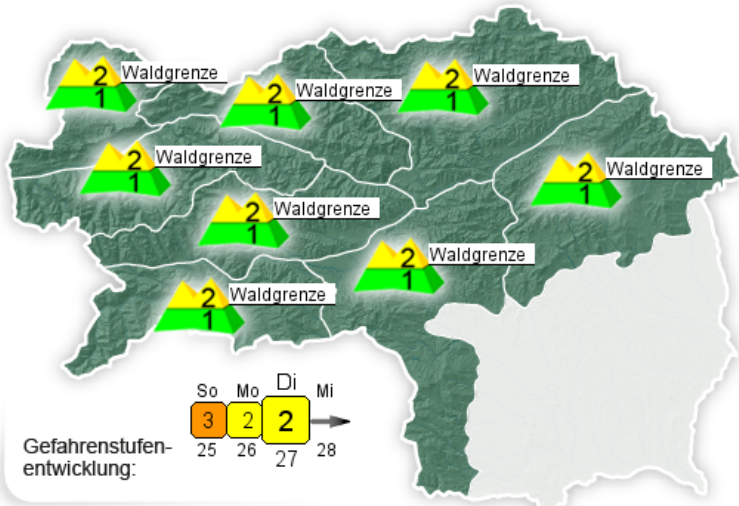 2 Waldgrenze
1
2 Waldgrenze
1
2 Waldgrenze
1
2 Waldgrenze
1
2 Waldgrenze
1
2 Waldgrenze
1
2 Waldgrenze
1
2 Waldgrenze
1
So Mo Di Mi
3 2 2
25 26 27 28
Gefahrenstufen-
entwicklung: